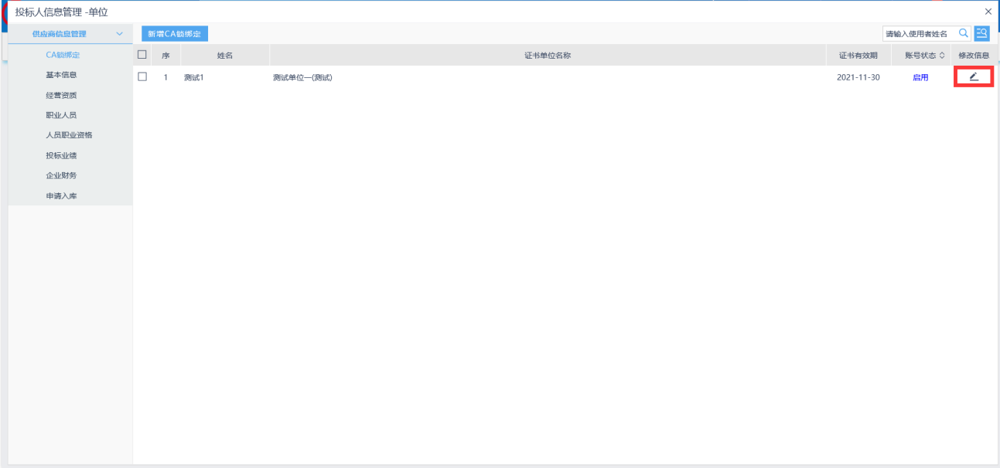 投标人信息管理 -单位
供应商信息管理
CA锁绑定
基本信息
经营资质
职业人员
人员职业资格
投标业绩
企业财务
申请入库
新增CA锁绑定
请输入使用者姓名
序 姓名 证书单位名称 证书有效期 账号状态 修改信息
1 测试1 测试单位一(测试) 2021-11-30 启用